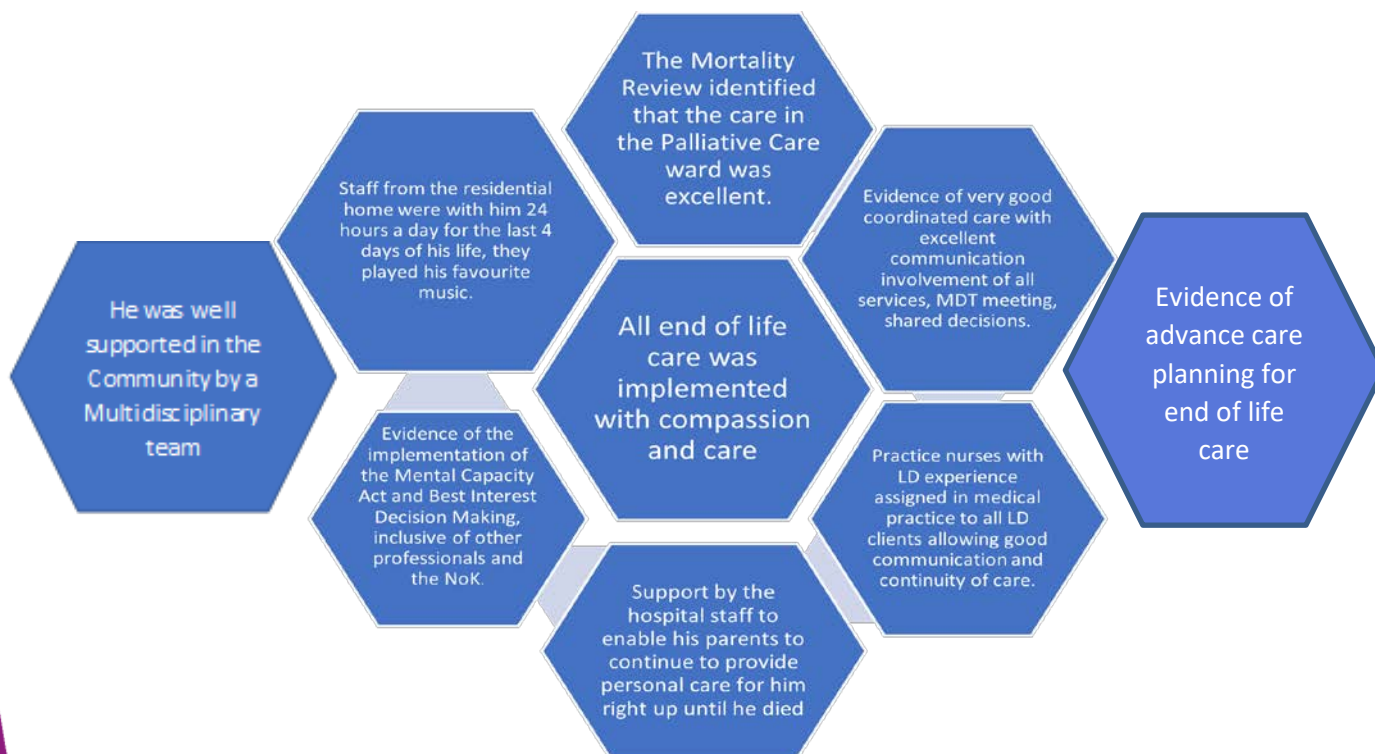 The Mortality
Review identified
that the care in
the Palliative Care
ward was
excellent.
Staff from the residential
home were with him 24
hours a day for the last 4
days of his life, they
played his favourite
music.
Evidence of very good
coordinated care with
excellent
communication
involvement of all
services, MDT meeting,
shared decisions.
He was well
supported in the
Community by a
Multidisciplinary
team
All end of life
care was
implemented
with compassion
and care
Evidence of
advance care
planning for
end of life
care
Evidence of the
implementation of
the Mental Capacity
Act and Best Interest
Decision Making,
inclusive of other
professionals and
the NoK.
Practice nurses with
LD experience
assigned in medical
practice to all LD
clients allowing good
communication and
continuity of care.
Support by the
hospital staff to
enable his parents to
continue to provide
personal care for him
right up until he died